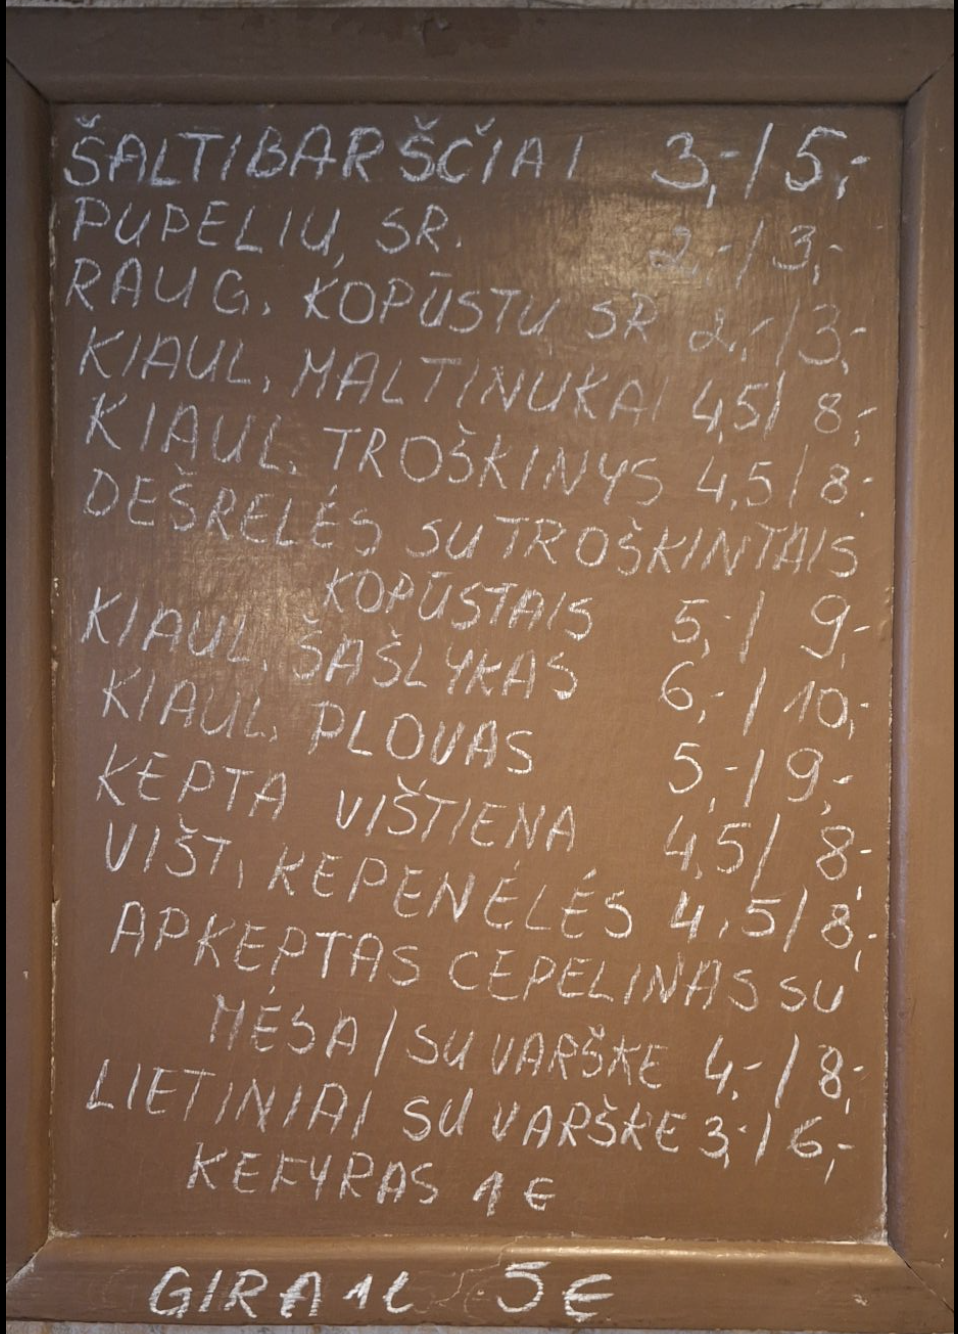 ŠALTIBARŠČIAI 3,-/5,-
PUPELIŲ, SR. 2,-/3,-
RAUG. KOPŪSTŲ SR 2,-/3,-
KIAUL. MALTINUKAI 4,5/8,-
KIAUL. TROŠKINYS 4,5/8,-
DEŠRELĖS SU TROŠKINTAIS
KOPŪSTAIS 5,-/9,-
KIAUL. ŠAŠLYKAS 6,-/10,-
KIAUL. PLOVAS 5,-/9,-
KEPTA VIŠTIENA 4,5/8,-
VIŠT. KEPENĖLĖS 4,5/8,-
APKEPTAS CEPELINAS SU
MĖSA/SU VARŠKE 4,-/8,-
LIETINIAI SU VARŠKE 3,-/6,-
KEFYRAS 1€
GIRA 1L 5€